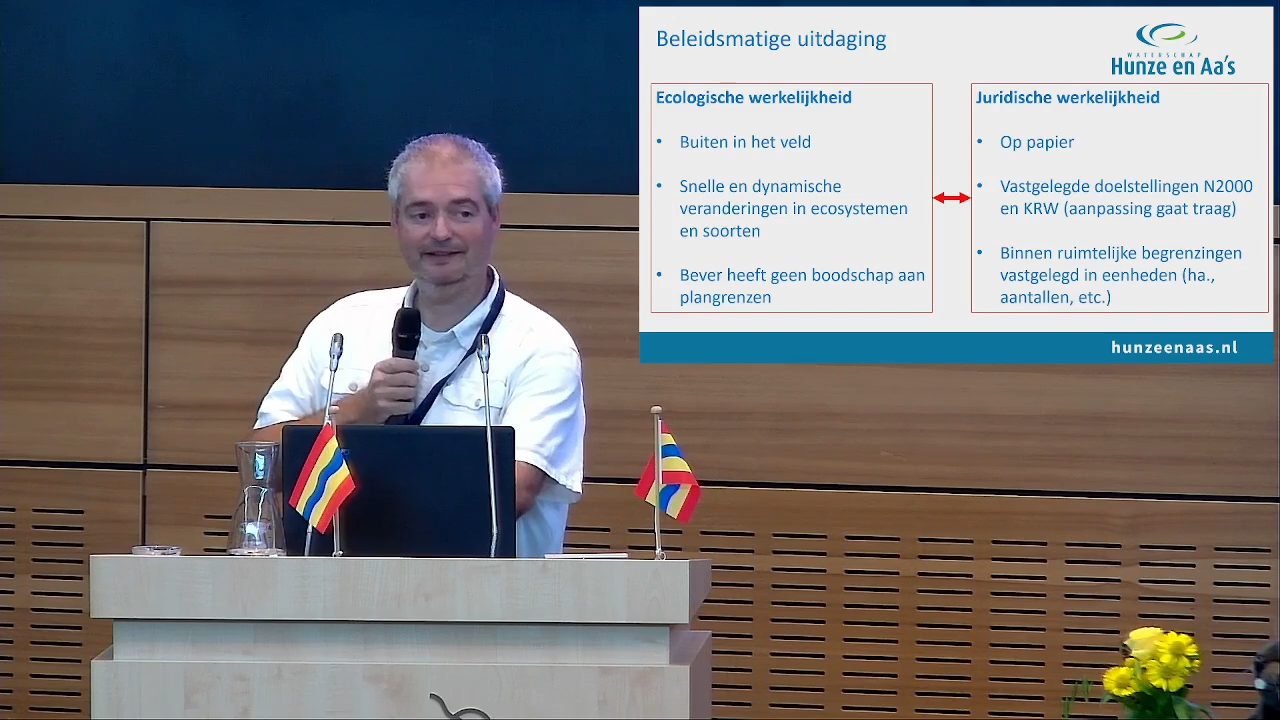 Beleidsmatige uitdaging
WATERSCHAP
Hunze en Aa's
Ecologische werkelijkheid
• Buiten in het veld
• Snelle en dynamische
veranderingen in ecosystemen
en soorten
• Bever heeft geen boodschap aan
plangrenzen
Juridische werkelijkheid
• Op papier
• Vastgelegde doelstellingen N2000
en KRW (aanpassing gaat traag)
• Binnen ruimtelijke begrenzingen
vastgelegd in eenheden (ha.,
aantallen, etc.)
hunzeenaas.nl